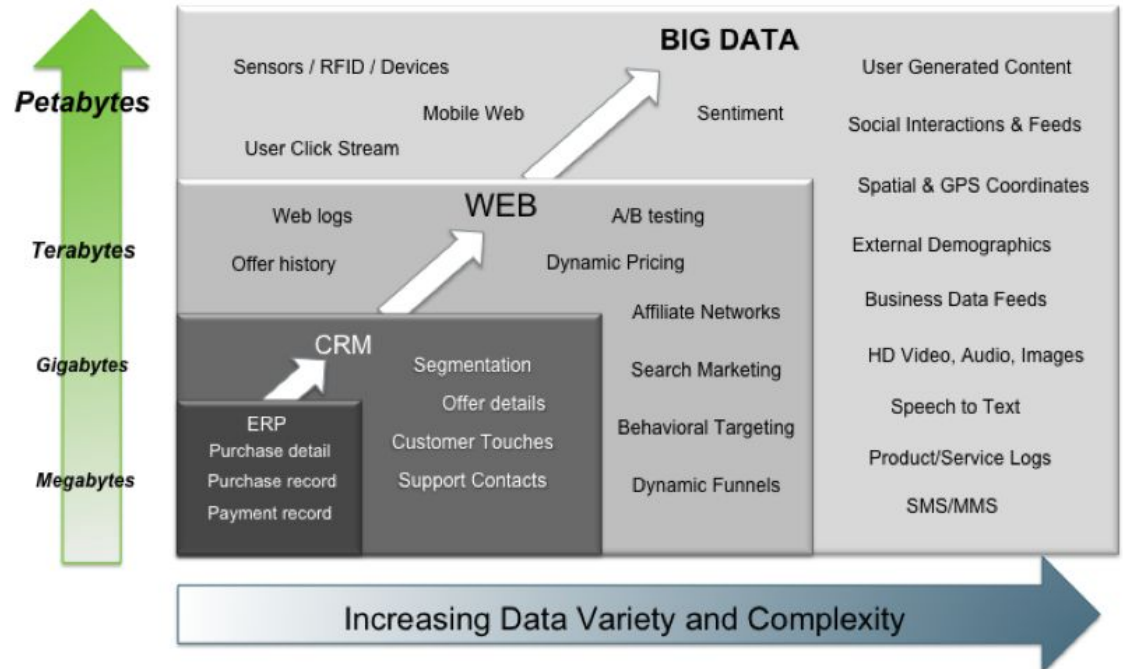 BIG DATA
Sensors / RFID / Devices
User Generated Content
Petabytes
Mobile Web
Sentiment
Social Interactions & Feeds
User Click Stream
Spatial & GPS Coordinates
WEB
Web logs
A/B testing
Terabytes
External Demographics
Offer history
Dynamic Pricing
Business Data Feeds
Affiliate Networks
CRM
HD Video, Audio, Images
Gigabytes
Segmentation
Search Marketing
Offer details
Speech to Text
ERP
Behavioral Targeting
Customer Touches
Purchase detail
Product/Service Logs
Megabytes
Purchase record
Support Contacts
Dynamic Funnels
SMS/MMS
Payment record
Increasing Data Variety and Complexity